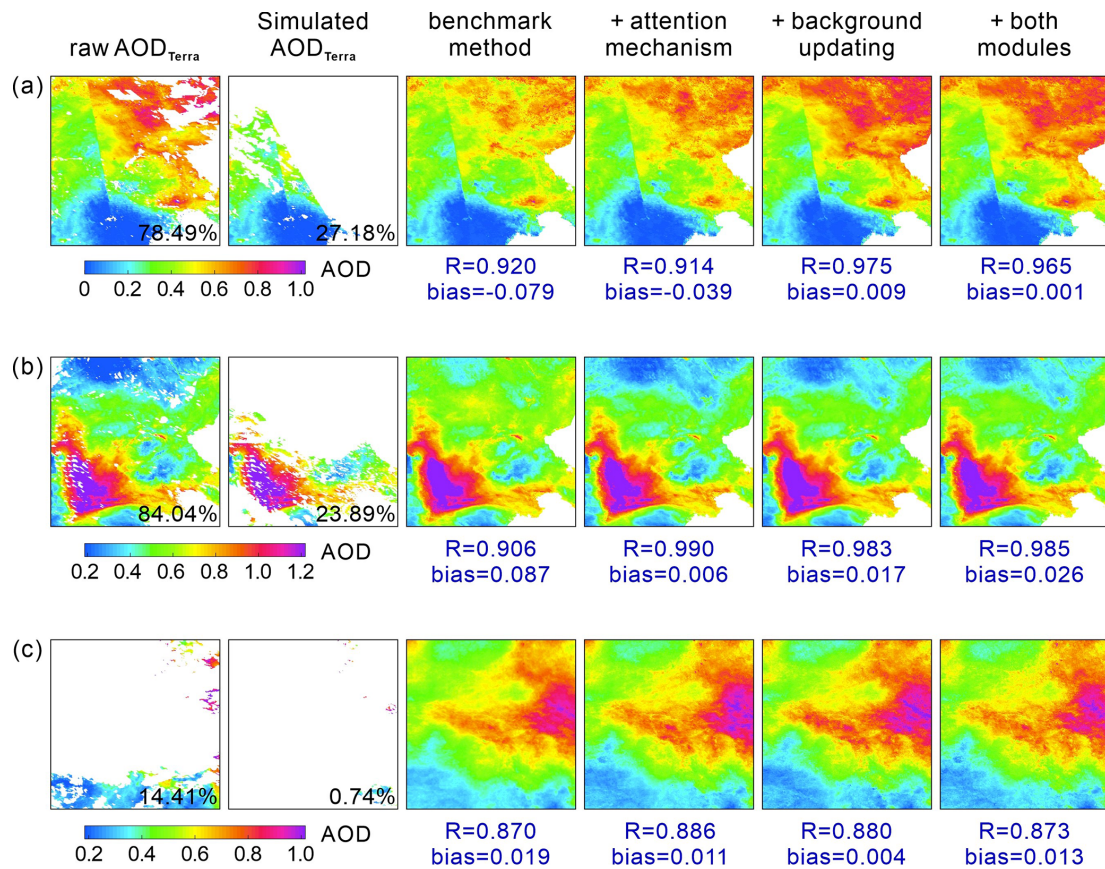 raw AOD_Terra
Simulated AOD_Terra
benchmark method
+ attention mechanism
+ background updating
+ both modules
(a)
78.49%
27.18%
0 0.2 0.4 0.6 0.8 1.0 AOD
R=0.920
bias=-0.079
R=0.914
bias=-0.039
R=0.975
bias=0.009
R=0.965
bias=0.001
(b)
84.04%
23.89%
0.2 0.4 0.6 0.8 1.0 1.2 AOD
R=0.906
bias=0.087
R=0.990
bias=0.006
R=0.983
bias=0.017
R=0.985
bias=0.026
(c)
14.41%
0.74%
0.2 0.4 0.6 0.8 1.0 AOD
R=0.870
bias=0.019
R=0.886
bias=0.011
R=0.880
bias=0.004
R=0.873
bias=0.013